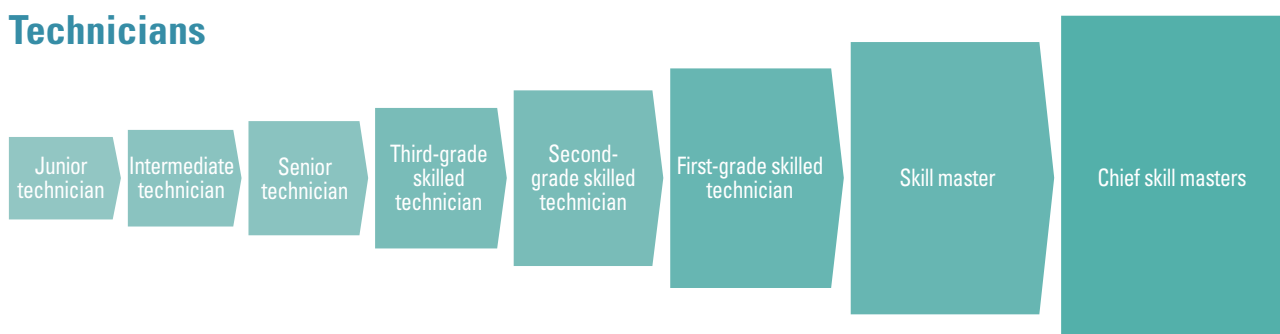 Technicians
Junior
technician
Intermediate
technician
Senior
technician
Third-grade
skilled
technician
Second-
grade skilled
technician
First-grade skilled
technician
Skill master
Chief skill masters